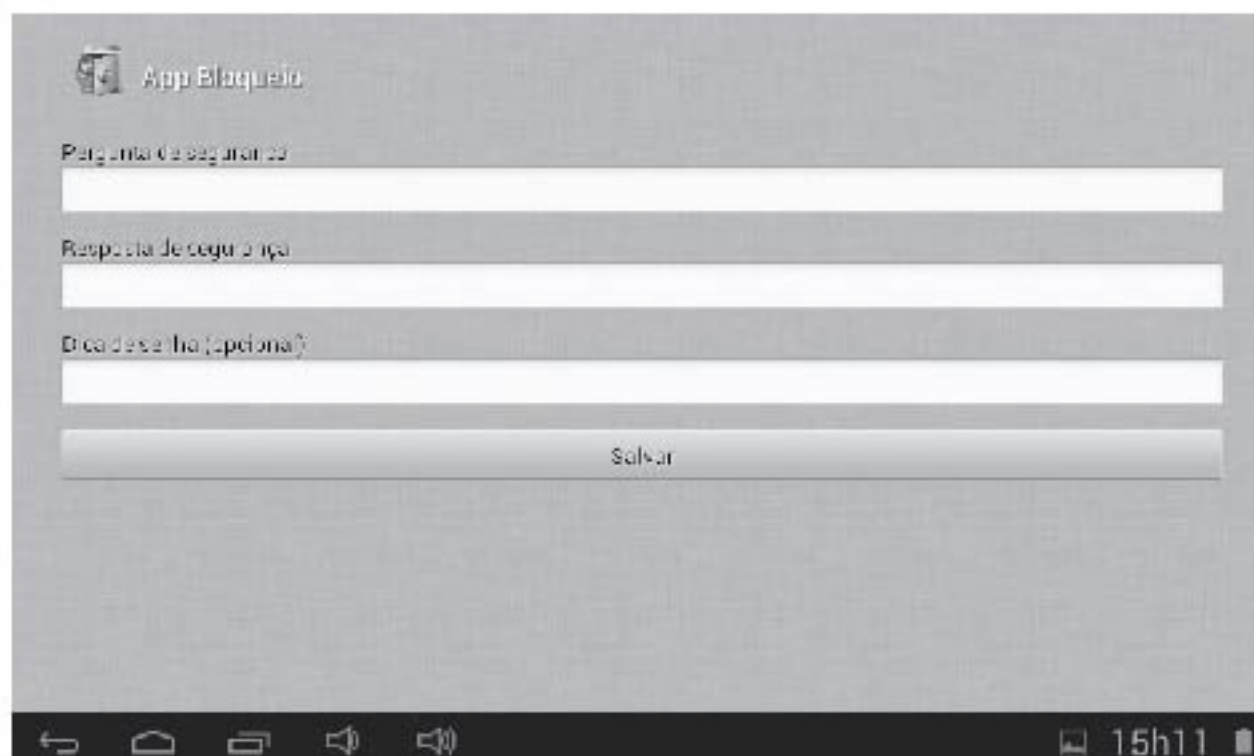 App Bloqueio
Pergunta de segurança
Resposta de segurança
Dica de senha (opcional)
Salvar
15h11